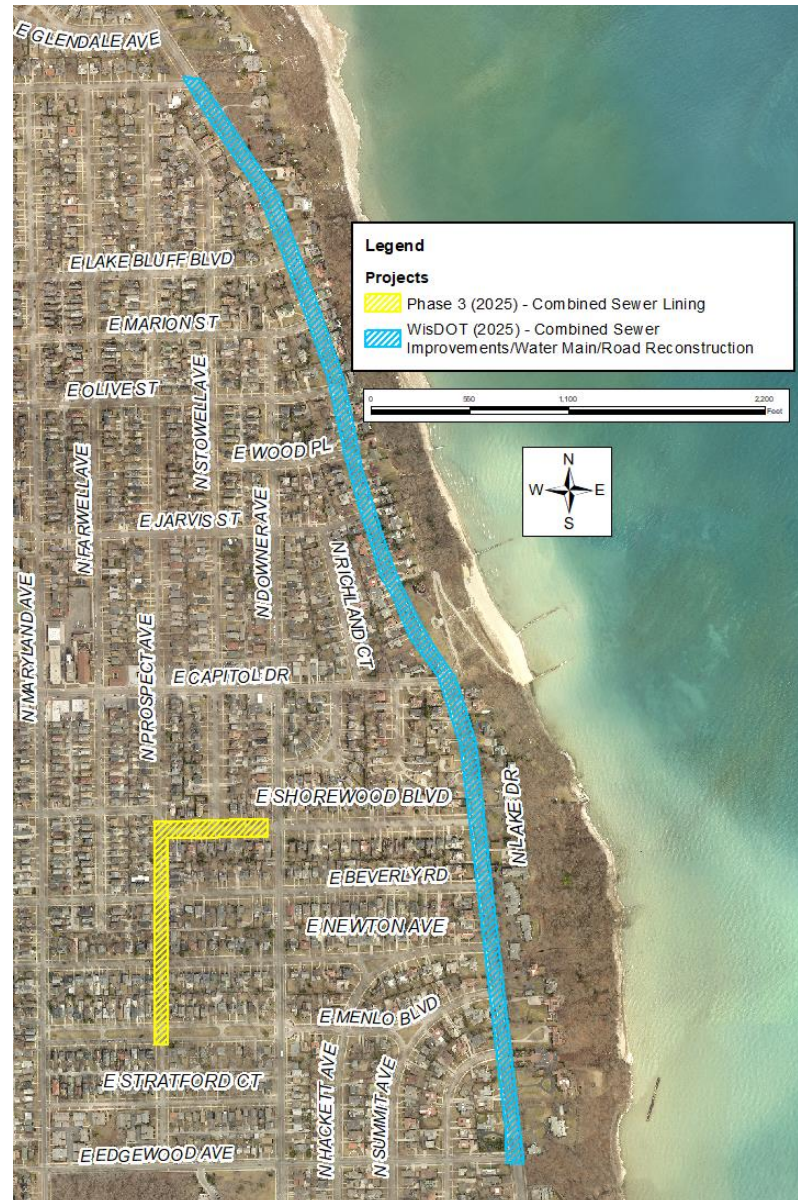 E GLENDALE AVE
E LAKE BLUFF BLVD
Legend
Projects
Phase 3 (2025) - Combined Sewer Lining
WisDOT (2025) - Combined Sewer
Improvements/Water Main/Road Reconstruction
E MARION ST
E OLIVE ST
0 550 1,100 2,200
Feet
N STOWELL AVE
N FARWELL AVE
E WOOD PL
N
W E
S
E JARVIS ST
N DOWNER AVE
N RICHLAND CT
N MARYLAND AVE
N PROSPECT AVE
E CAPITOL DR
E SHOREWOOD BLVD
N LAKE DR
E BEVERLY RD
E NEWTON AVE
E MENLO BLVD
E STRATFORD CT
N HACKETT AVE
N SUMMIT AVE
E EDGEWOOD AVE